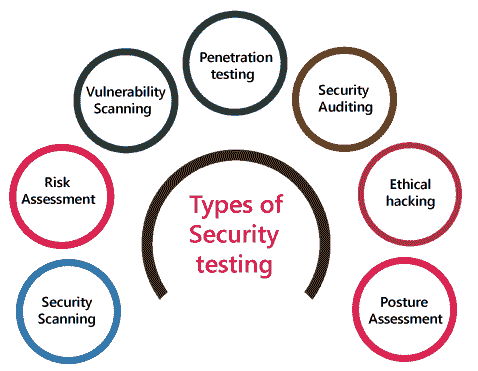 Penetration
testing
Vulnerability
Scanning
Security
Auditing
Risk
Assessment
Ethical
hacking
Types of
Security
testing
Security
Scanning
Posture
Assessment